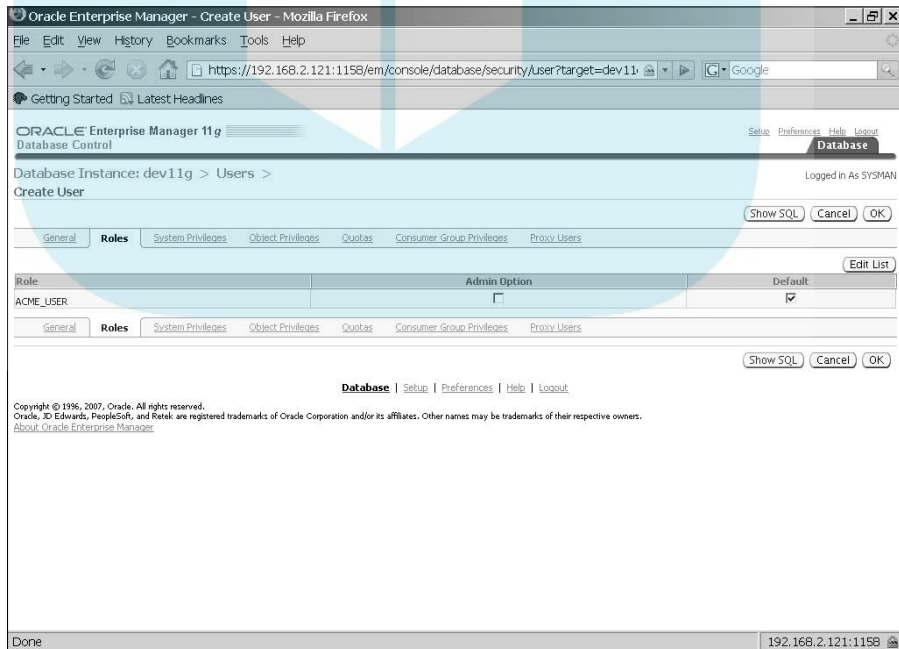 Oracle Enterprise Manager - Create User - Mozilla Firefox
File Edit View History Bookmarks Tools Help
https://192.168.2.121:1158/em/console/database/security/user?target=dev11 Google
Getting Started Latest Headlines
ORACLE Enterprise Manager 11g
Setup Preferences Help Logout
Database Control
Database
Database Instance: dev11g > Users >
Logged in As SYSMAN
Create User
Show SQL Cancel OK
General Roles System Privileges Object Privileges Quotas Consumer Group Privileges Proxy Users
Edit List
Role Admin Option Default
ACME_USER
General Roles System Privileges Object Privileges Quotas Consumer Group Privileges Proxy Users
Show SQL Cancel OK
Database | Setup | Preferences | Help | Logout
Copyright © 1996, 2007, Oracle. All rights reserved.
Oracle, JD Edwards, PeopleSoft, and Retek are registered trademarks of Oracle Corporation and/or its affiliates. Other names may be trademarks of their respective owners.
About Oracle Enterprise Manager
Done 192.168.2.121:1158